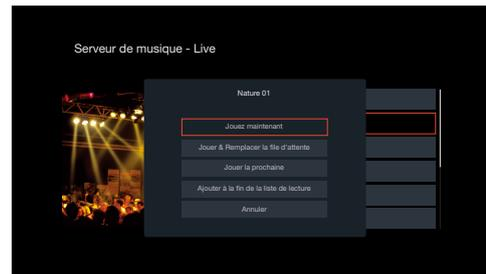 Serveur de musique - Live
Nature 01
Jouez maintenant
Jouer & Remplacer la file d'attente
Jouer la prochaine
Ajouter à la fin de la liste de lecture
Annuler